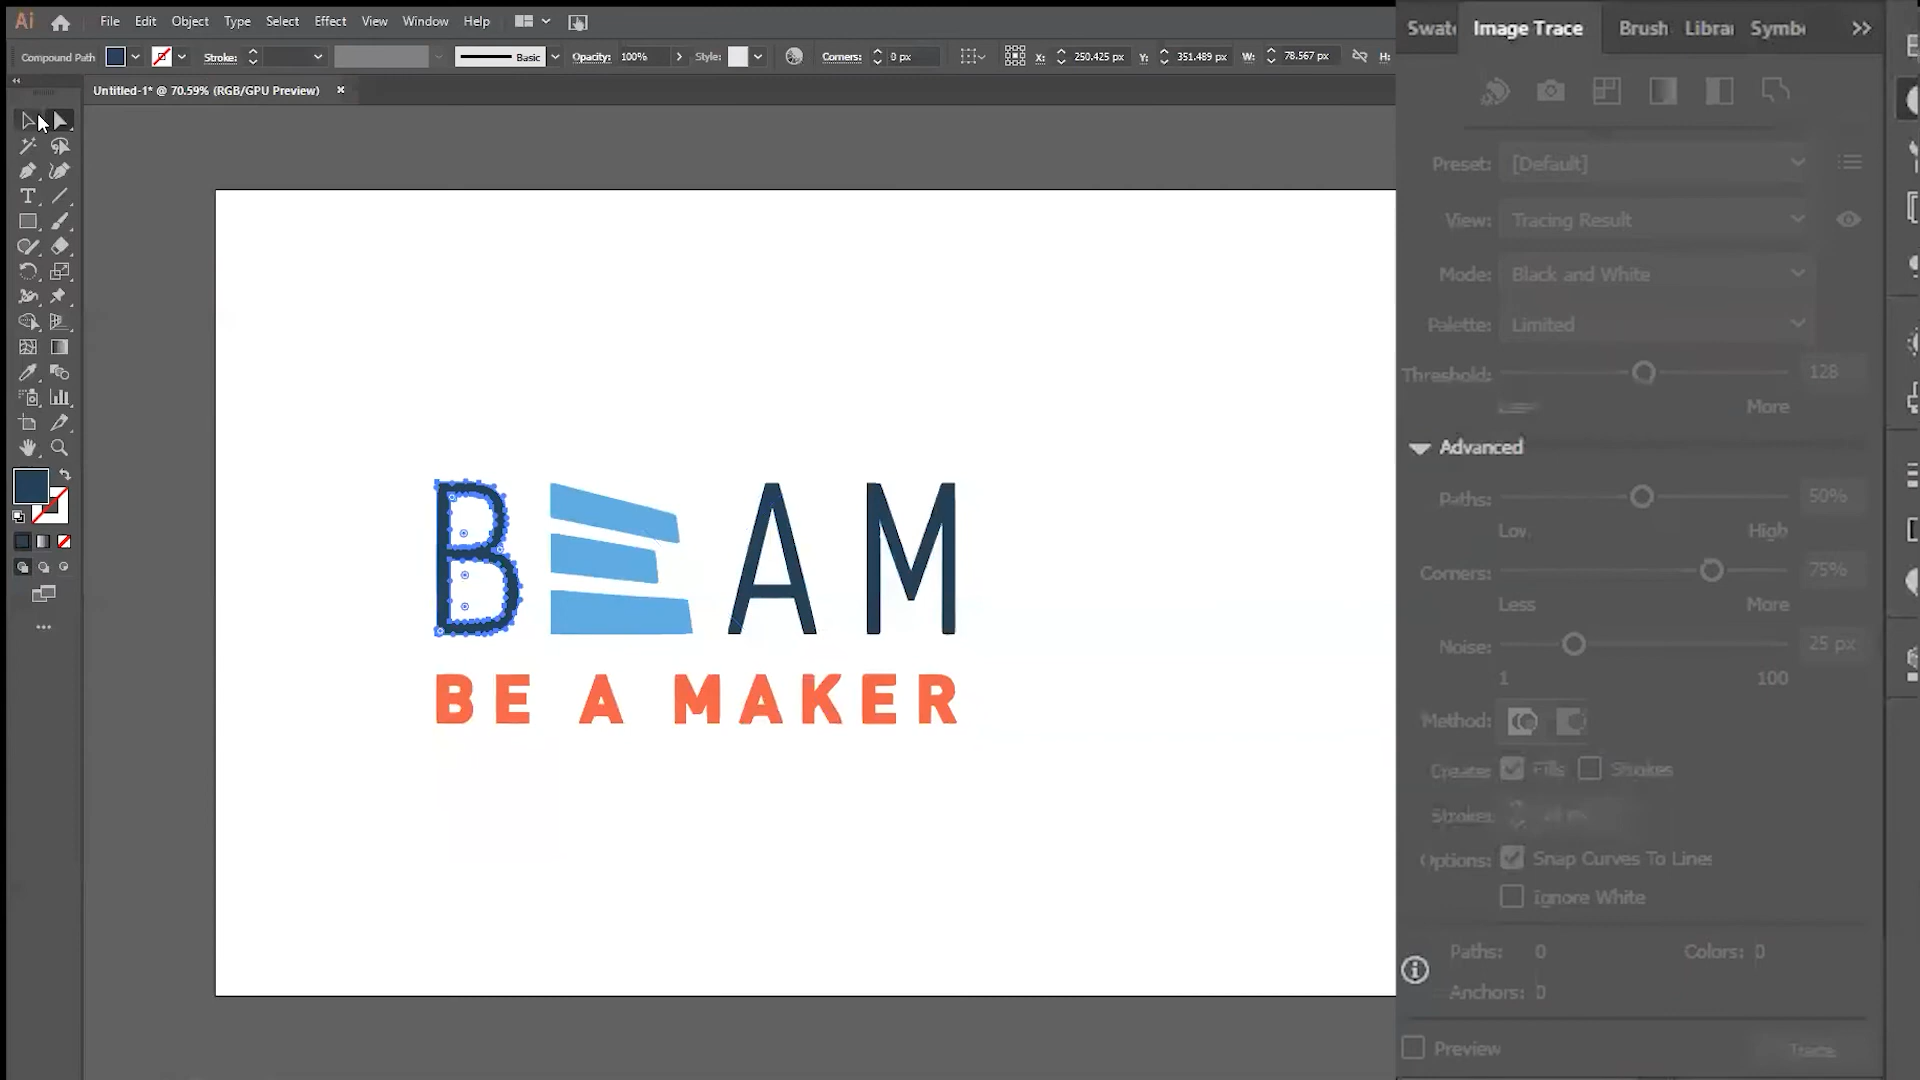 Ai File Edit Object Type Select Effect View Window Help
Compound Path Stroke: Basic Opacity: 100% Style: Corners: 0 px X: 250.425 px Y: 351.489 px W: 78.567 px H:
Untitled-1* @ 70.59% (RGB/GPU Preview)
BEAM
BE A MAKER
Swatc Image Trace Brush Librar Symbo
Preset: [Default]
View: Tracing Result
Mode: Black and White
Palette: Limited
Threshold: 128
More
Advanced
Paths: 50%
Low High
Corners: 75%
Less More
Noise: 25 px
1 100
Method:
Create: Fills Strokes
Stroke:
Options: Snap Curves To Lines
Ignore White
Paths: 0 Colors: 0
Anchors: 0
Preview Trace